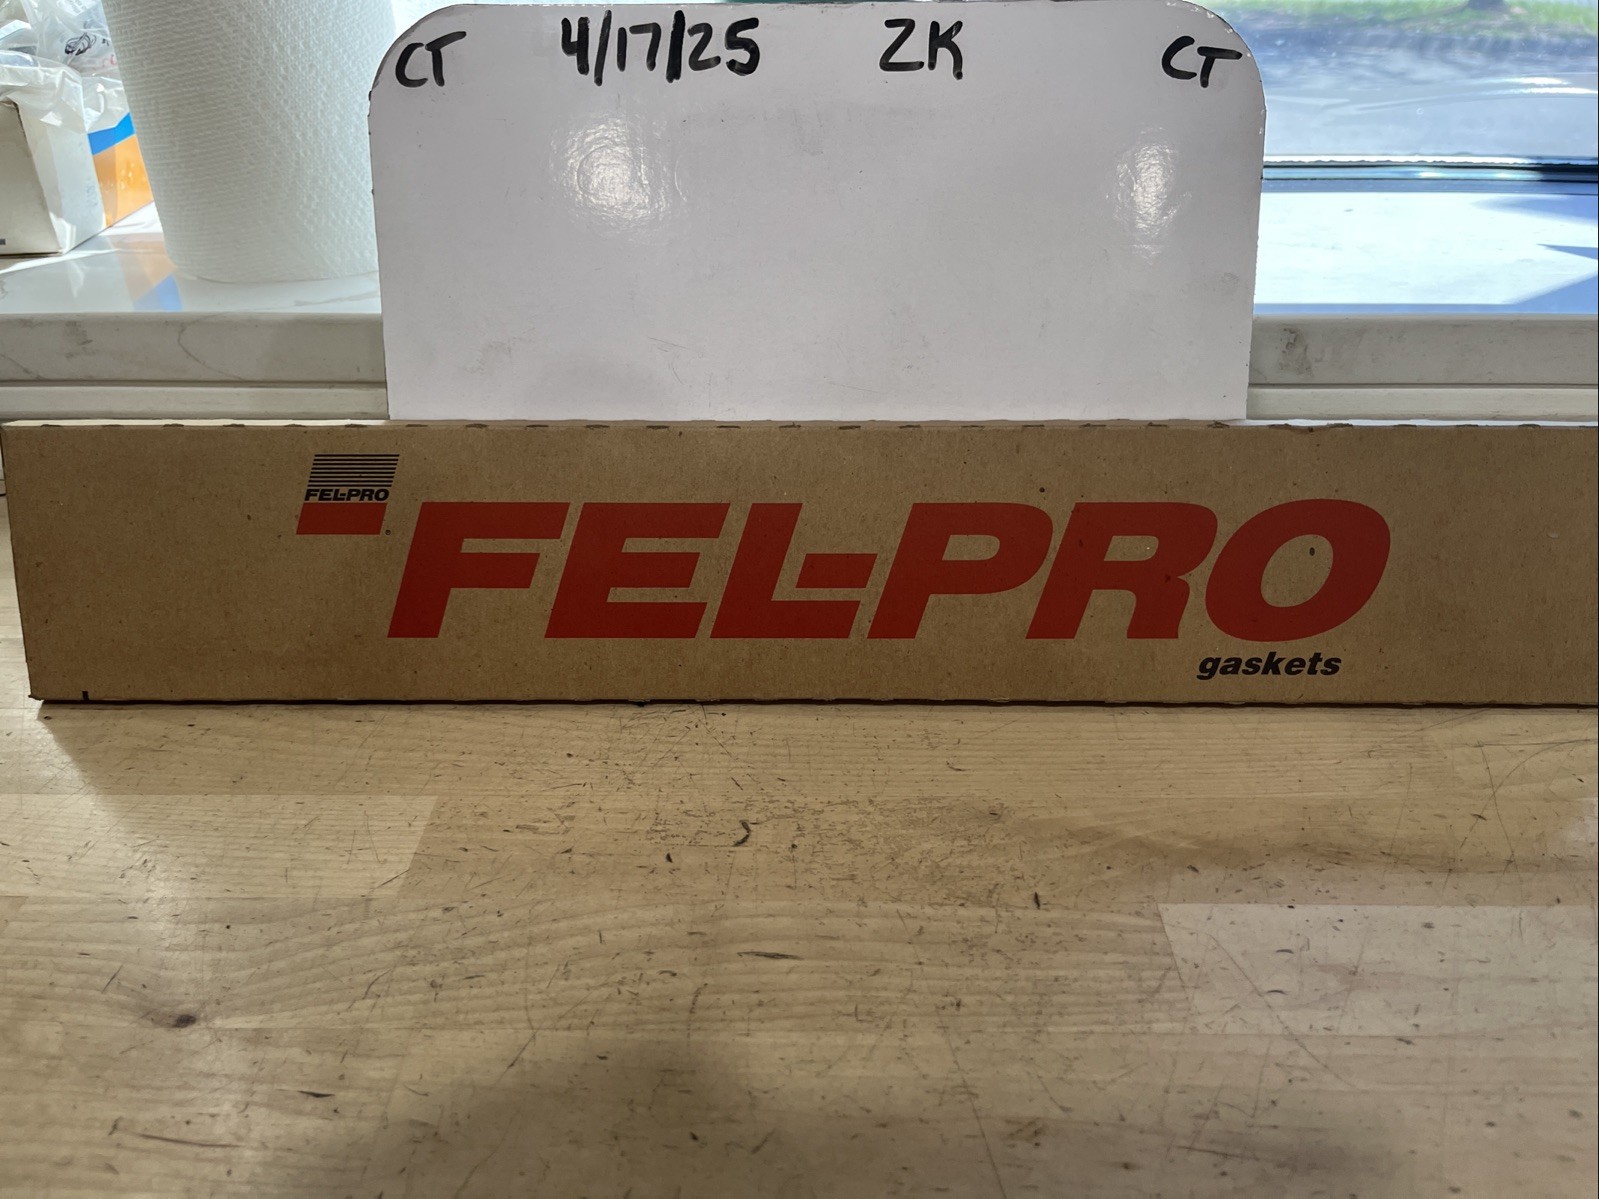 CT 4/17/25 ZK CT
FEL-PRO
FEL-PRO
gaskets